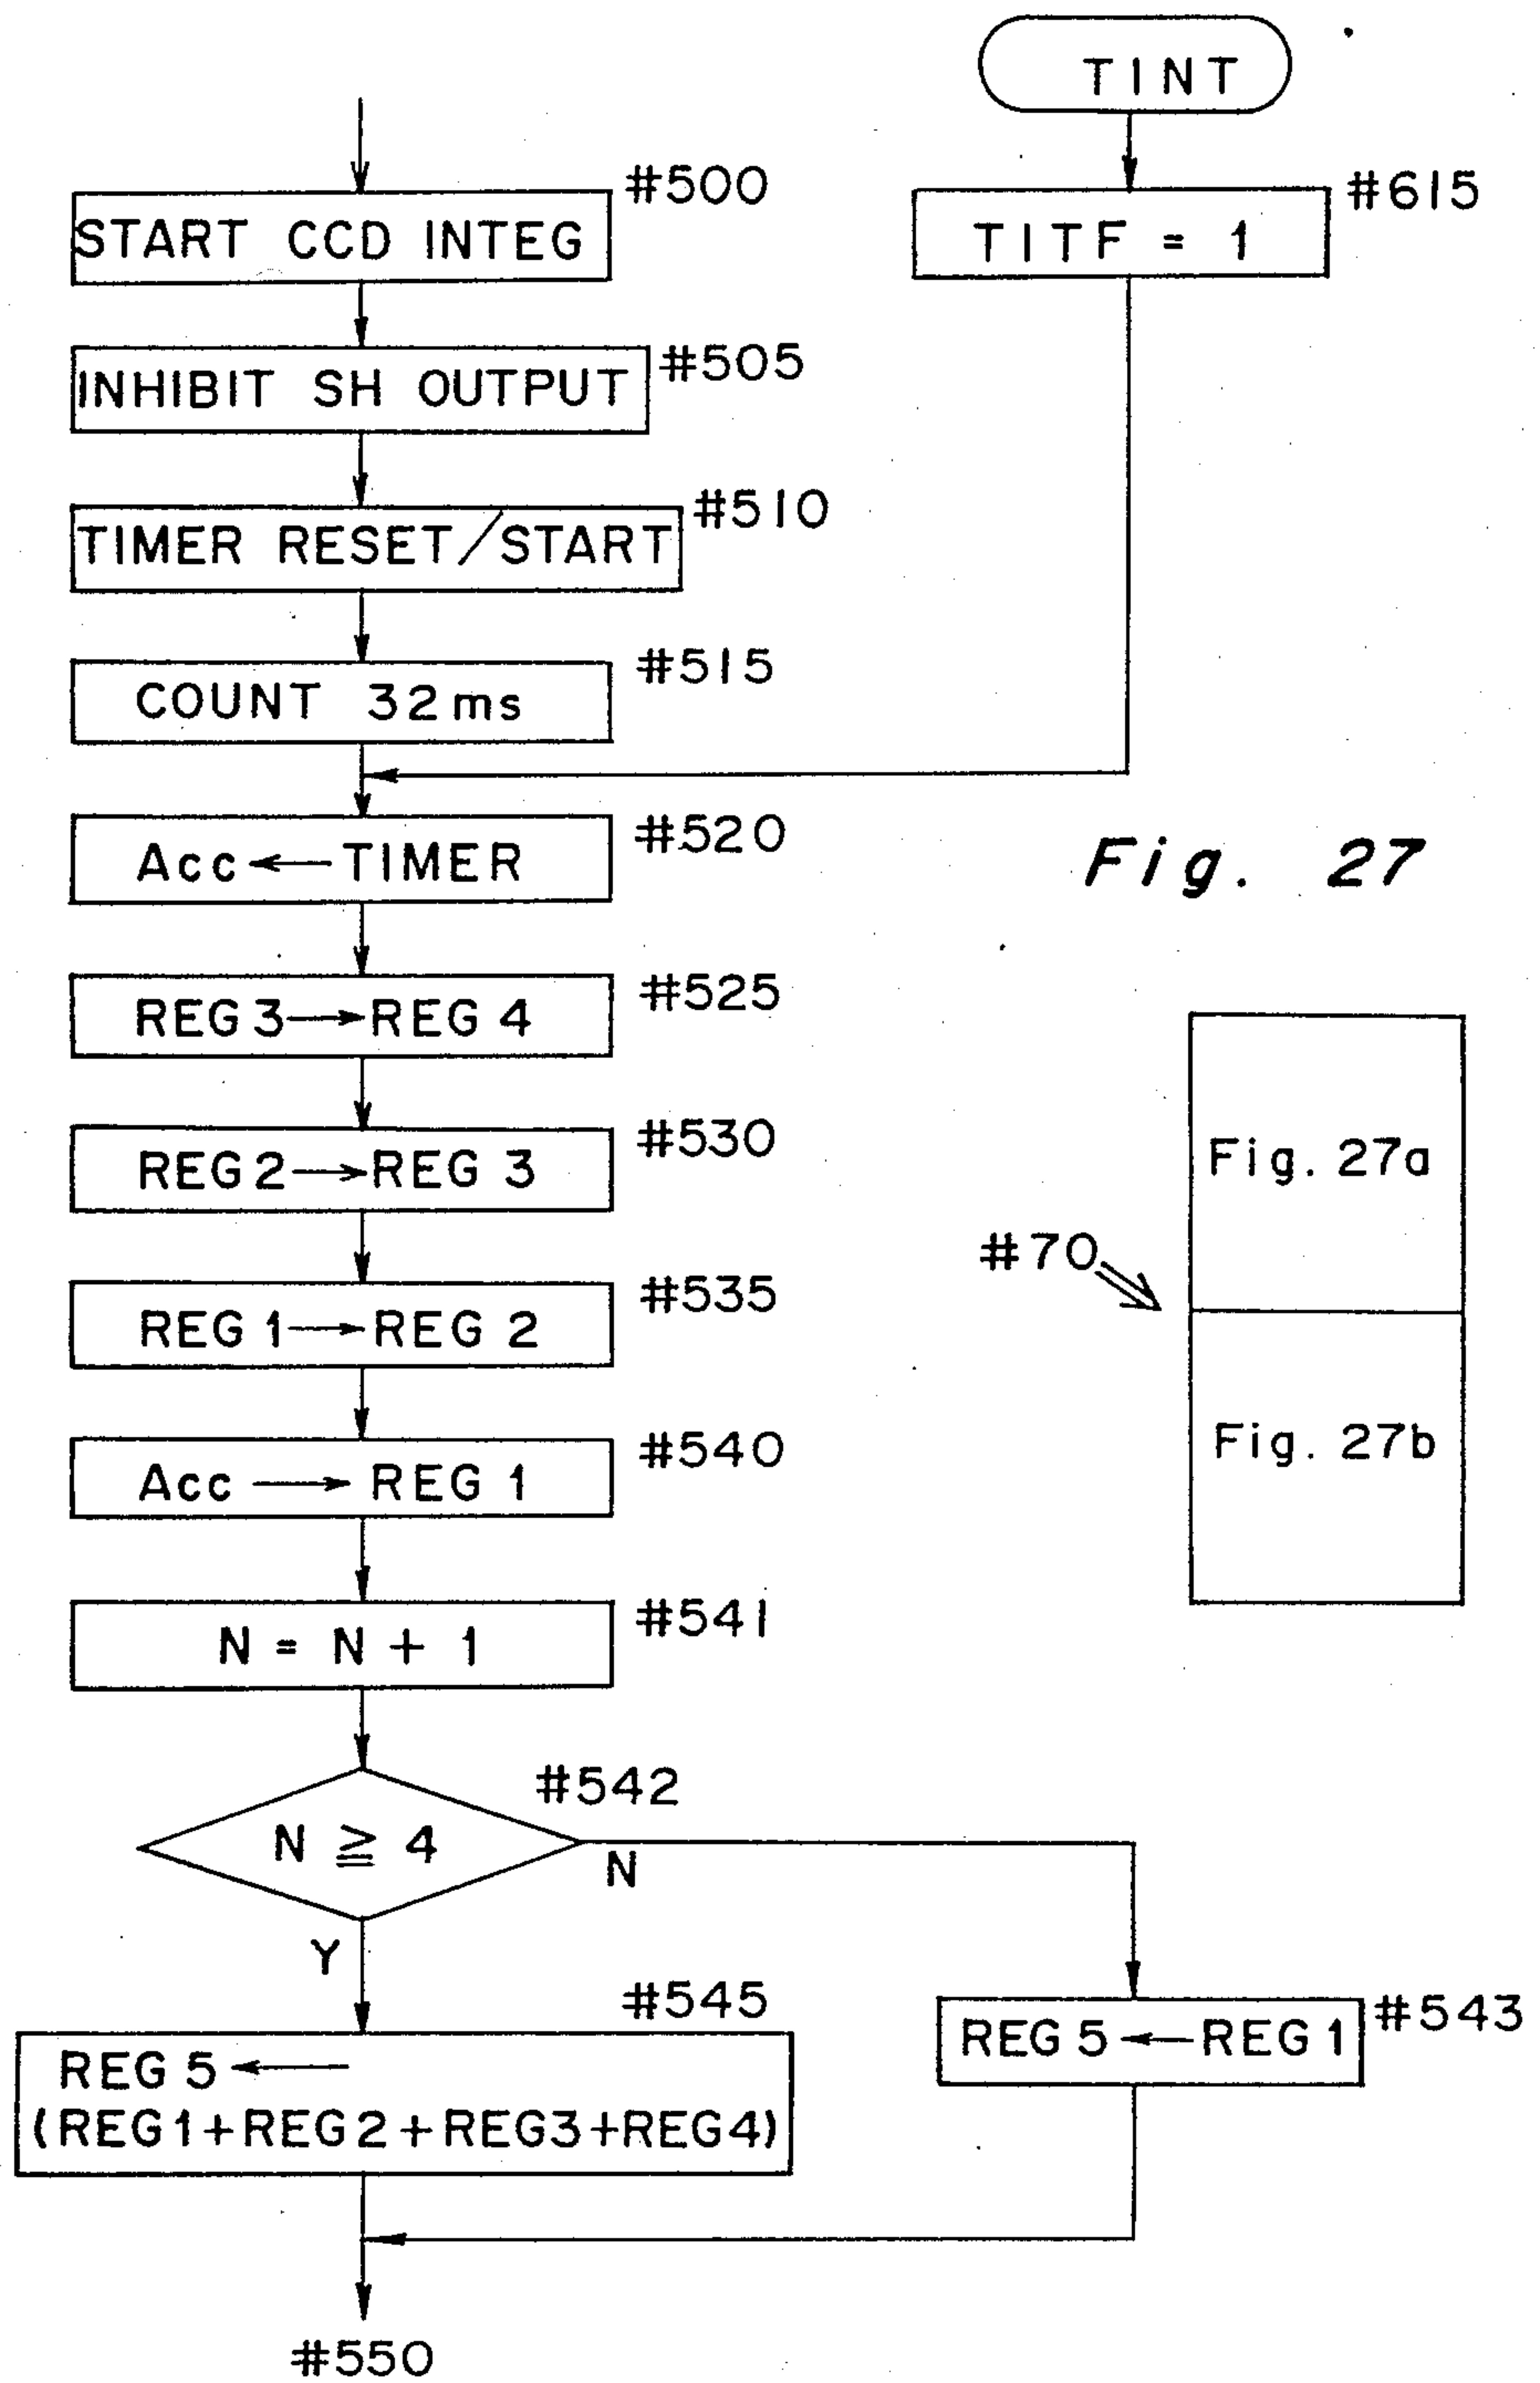 TINT
#500
START CCD INTEG
#615
TITF = 1
#505
INHIBIT SH OUTPUT
#510
TIMER RESET/START
#515
COUNT 32ms
#520
Acc ← TIMER
Fig. 27
#525
REG 3 → REG 4
#530
REG 2 → REG 3
Fig. 27a
#70
#535
REG 1 → REG 2
#540
Acc → REG 1
Fig. 27b
#541
N = N + 1
#542
N ≧ 4
N
Y
#545
REG 5 ←
(REG1+REG2+REG3+REG4)
#543
REG 5 ← REG 1
#550